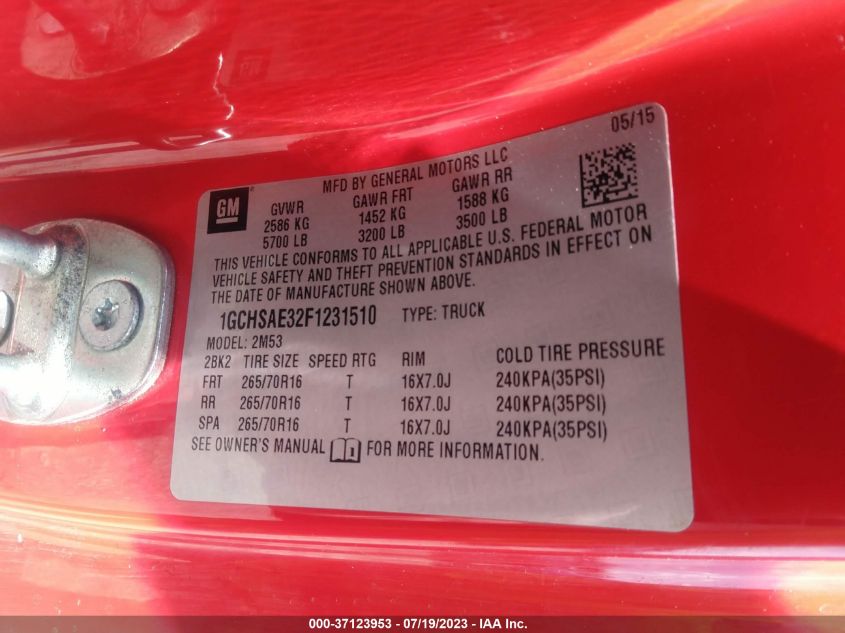 05/15
MFD BY GENERAL MOTORS LLC
GM
GVWR GAWR FRT GAWR RR
2586 KG 1452 KG 1588 KG
5700 LB 3200 LB 3500 LB
THIS VEHICLE CONFORMS TO ALL APPLICABLE U.S. FEDERAL MOTOR
VEHICLE SAFETY AND THEFT PREVENTION STANDARDS IN EFFECT ON
THE DATE OF MANUFACTURE SHOWN ABOVE.
1GCHSAE32F1231510 TYPE: TRUCK
MODEL: 2M53
2BK2 TIRE SIZE SPEED RTG RIM COLD TIRE PRESSURE
FRT 265/70R16 T 16X7.0J 240KPA(35PSI)
RR 265/70R16 T 16X7.0J 240KPA(35PSI)
SPA 265/70R16 T 16X7.0J 240KPA(35PSI)
SEE OWNER'S MANUAL FOR MORE INFORMATION.
000-37123953 - 07/19/2023 - IAA Inc.